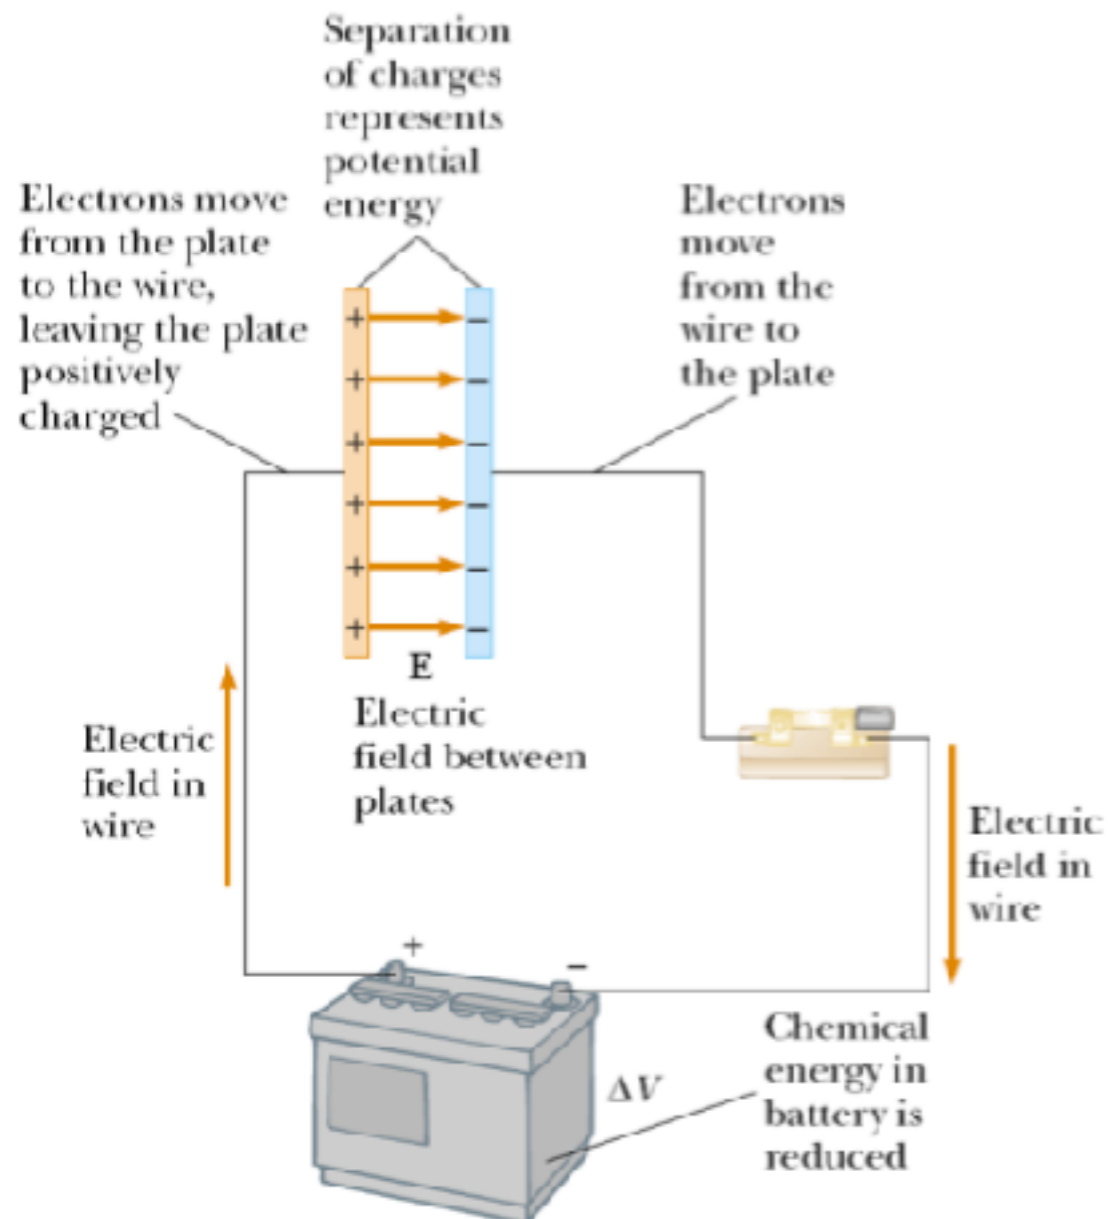 Separation
of charges
represents
potential
energy
Electrons move
from the plate
to the wire,
leaving the plate
positively
charged
Electrons
move
from the
wire to
the plate
+ −
+ −
+ −
+ −
+ −
+ −
E
Electric
field between
plates
Electric
field in
wire
Electric
field in
wire
+
−
ΔV
Chemical
energy in
battery is
reduced